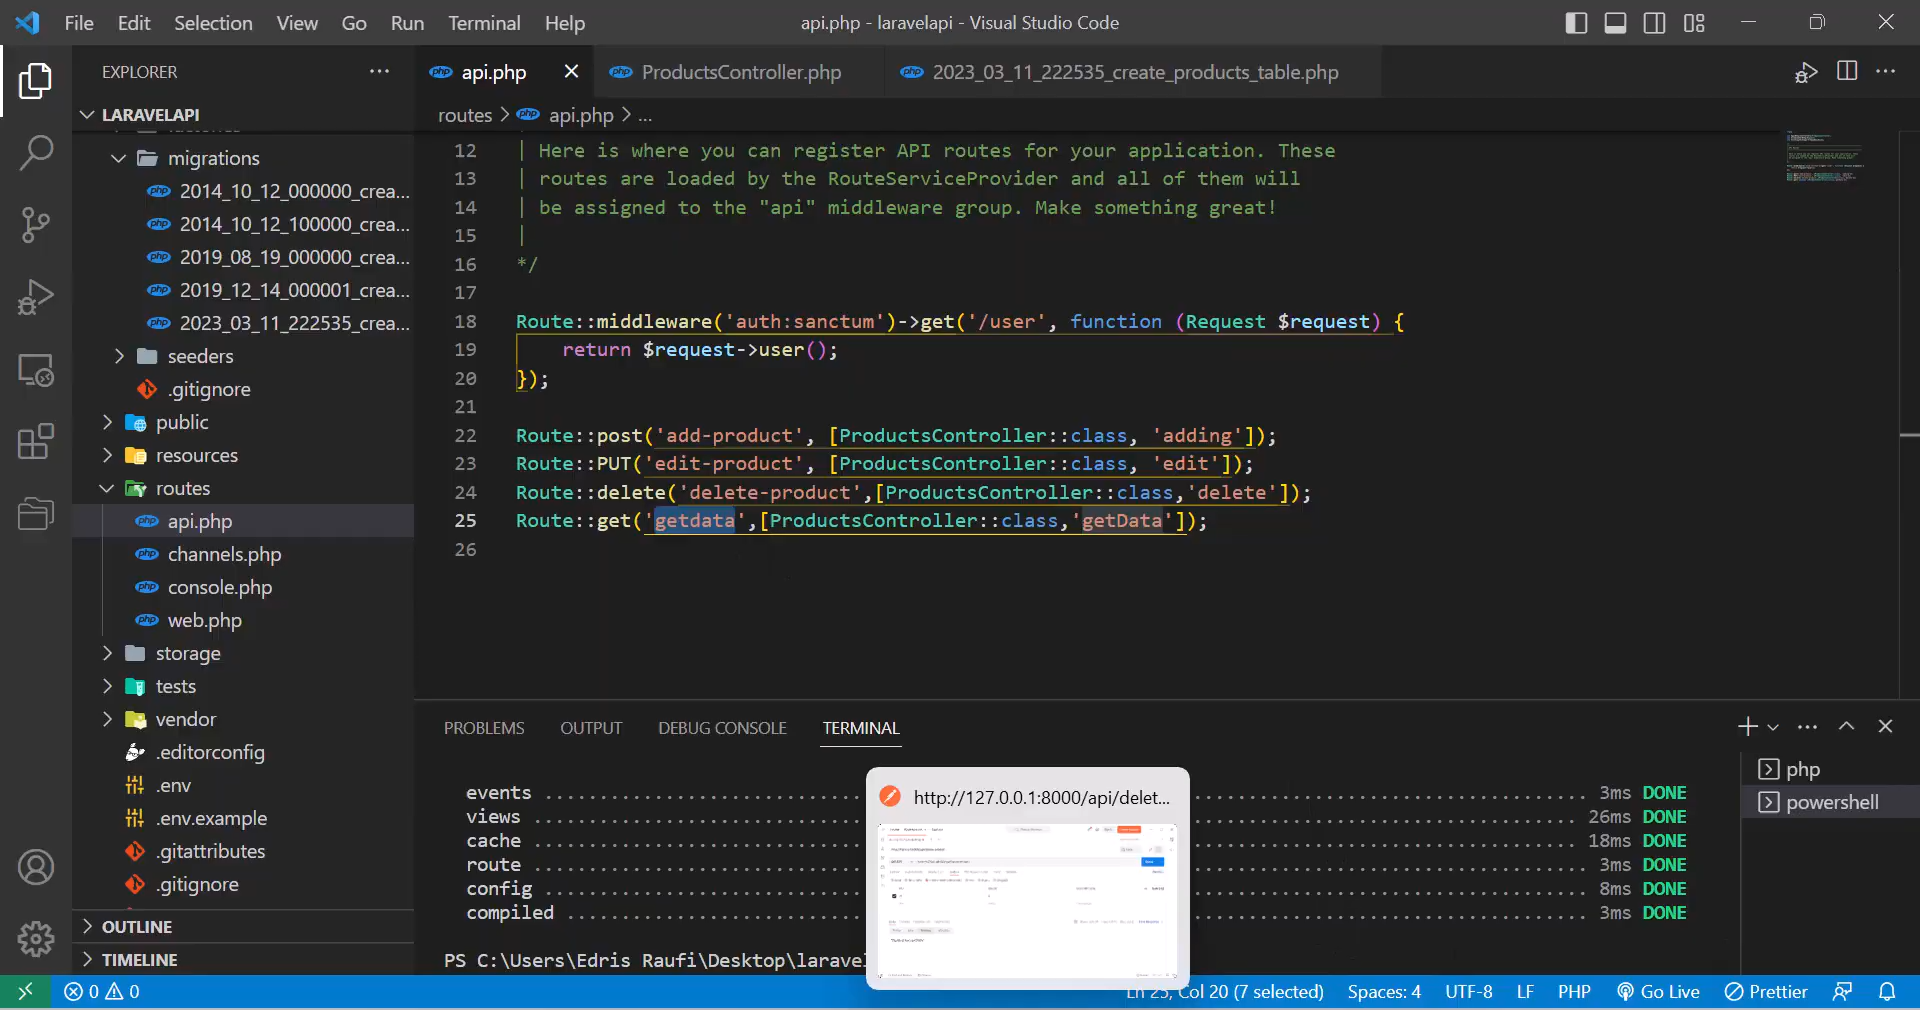 File Edit Selection View Go Run Terminal Help
api.php - laravelapi - Visual Studio Code
EXPLORER
LARAVELAPI
migrations
2014_10_12_000000_crea...
2014_10_12_100000_crea...
2019_08_19_000000_crea...
2019_12_14_000001_crea...
2023_03_11_222535_crea...
seeders
.gitignore
public
resources
routes
api.php
channels.php
console.php
web.php
storage
tests
vendor
.editorconfig
.env
.env.example
.gitattributes
.gitignore
OUTLINE
TIMELINE
php api.php
php ProductsController.php
php 2023_03_11_222535_create_products_table.php
routes > php api.php > ...
12 | Here is where you can register API routes for your application. These
13 | routes are loaded by the RouteServiceProvider and all of them will
14 | be assigned to the "api" middleware group. Make something great!
15 |
16 */
17
18 Route::middleware('auth:sanctum')->get('/user', function (Request $request) {
19 return $request->user();
20 });
21
22 Route::post('add-product', [ProductsController::class, 'adding']);
23 Route::PUT('edit-product', [ProductsController::class, 'edit']);
24 Route::delete('delete-product',[ProductsController::class,'delete']);
25 Route::get('getdata',[ProductsController::class,'getData']);
26
PROBLEMS OUTPUT DEBUG CONSOLE TERMINAL
events 3ms DONE
views 26ms DONE
cache 18ms DONE
route 3ms DONE
config 8ms DONE
compiled 3ms DONE
PS C:\Users\Edris Raufi\Desktop\larave
php
powershell
http://127.0.0.1:8000/api/delet...
0 0
Ln 25, Col 20 (7 selected) Spaces: 4 UTF-8 LF PHP Go Live Prettier